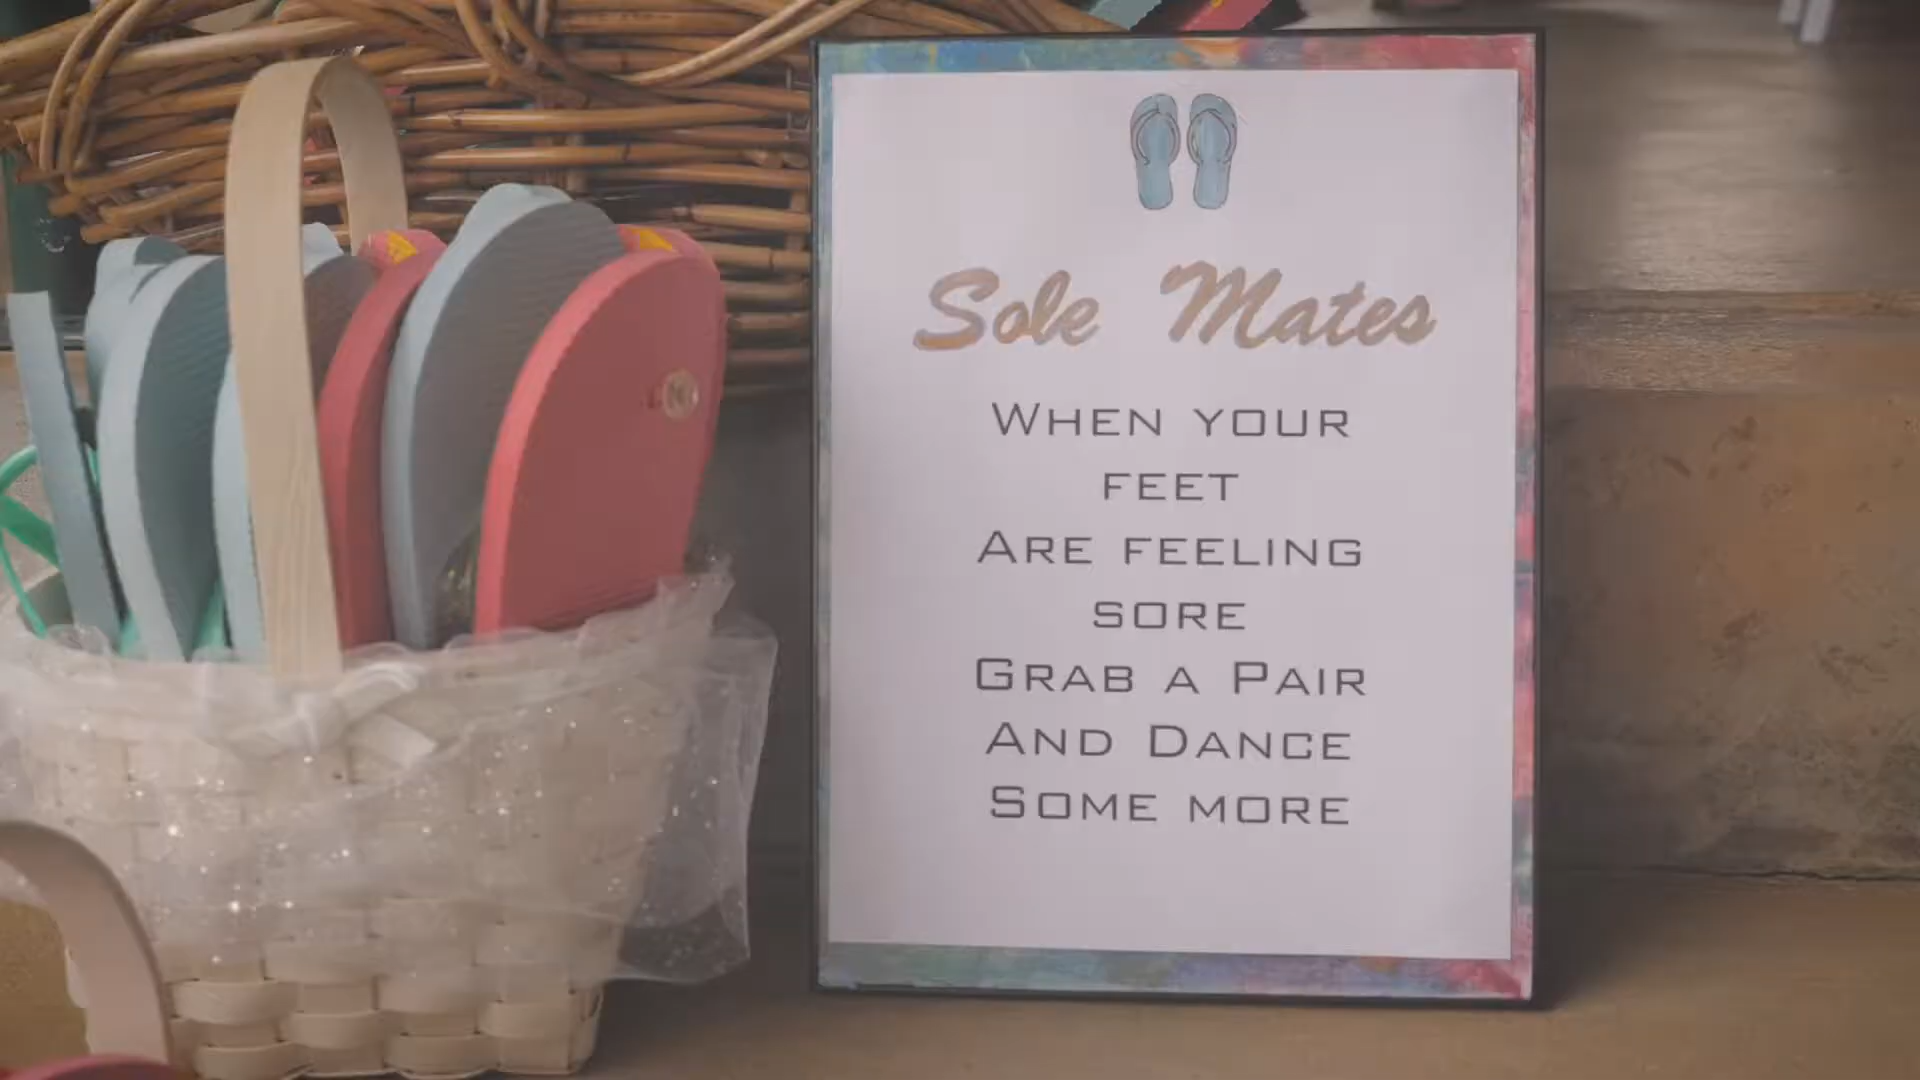 Sole Mates
WHEN YOUR
FEET
ARE FEELING
SORE
GRAB A PAIR
AND DANCE
SOME MORE